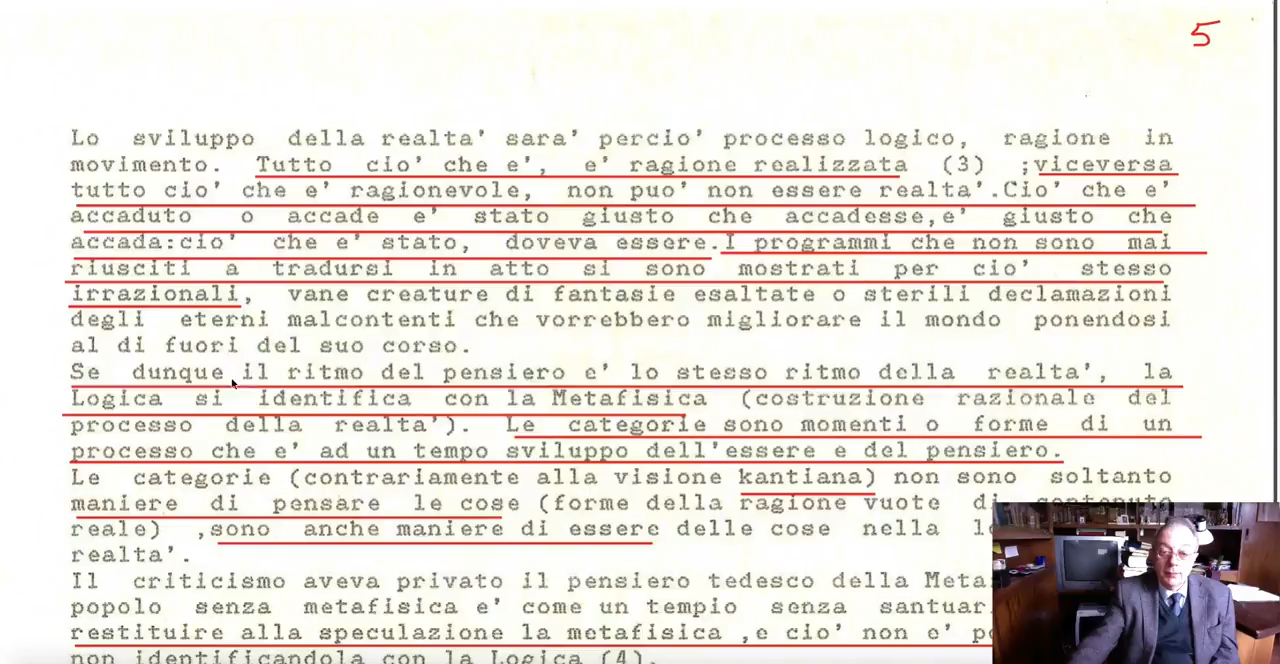 5
Lo sviluppo della realta' sara' percio' processo logico, ragione in
movimento. Tutto cio' che e', e' ragione realizzata (3) ;viceversa
tutto cio' che e' ragionevole, non puo' non essere realta'.Cio' che e'
accaduto o accade e' stato giusto che accadesse,e' giusto che
accada:cio' che e' stato, doveva essere.I programmi che non sono mai
riusciti a tradursi in atto si sono mostrati per cio' stesso
irrazionali, vane creature di fantasie esaltate o sterili declamazioni
degli eterni malcontenti che vorrebbero migliorare il mondo ponendosi
al di fuori del suo corso.
Se dunque il ritmo del pensiero e' lo stesso ritmo della realta', la
Logica si identifica con la Metafisica (costruzione razionale del
processo della realta'). Le categorie sono momenti o forme di un
processo che e' ad un tempo sviluppo dell'essere e del pensiero.
Le categorie (contrariamente alla visione kantiana) non sono soltanto
maniere di pensare le cose (forme della ragione vuote di contenuto
reale) ,sono anche maniere di essere delle cose nella
realta'.
Il criticismo aveva privato il pensiero tedesco della
popolo senza metafisica e' come un tempio senza
restituire alla speculazione la metafisica ,e cio' non e'
non identificandola con la Logica (4).